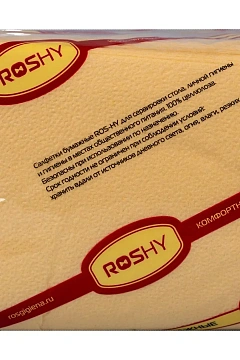 ROSHY
Салфетки бумажные ROS-HY для сервировки стола, личной гигиены
и гигиены в местах общественного питания. 100% целлюлоза.
Безопасны при использовании по назначению.
Срок годности не ограничен при соблюдении условий:
хранить вдали от источников дневного света, огня, влаги, резких
ROSHY
КОМФОРТН
rosgigiena.ru